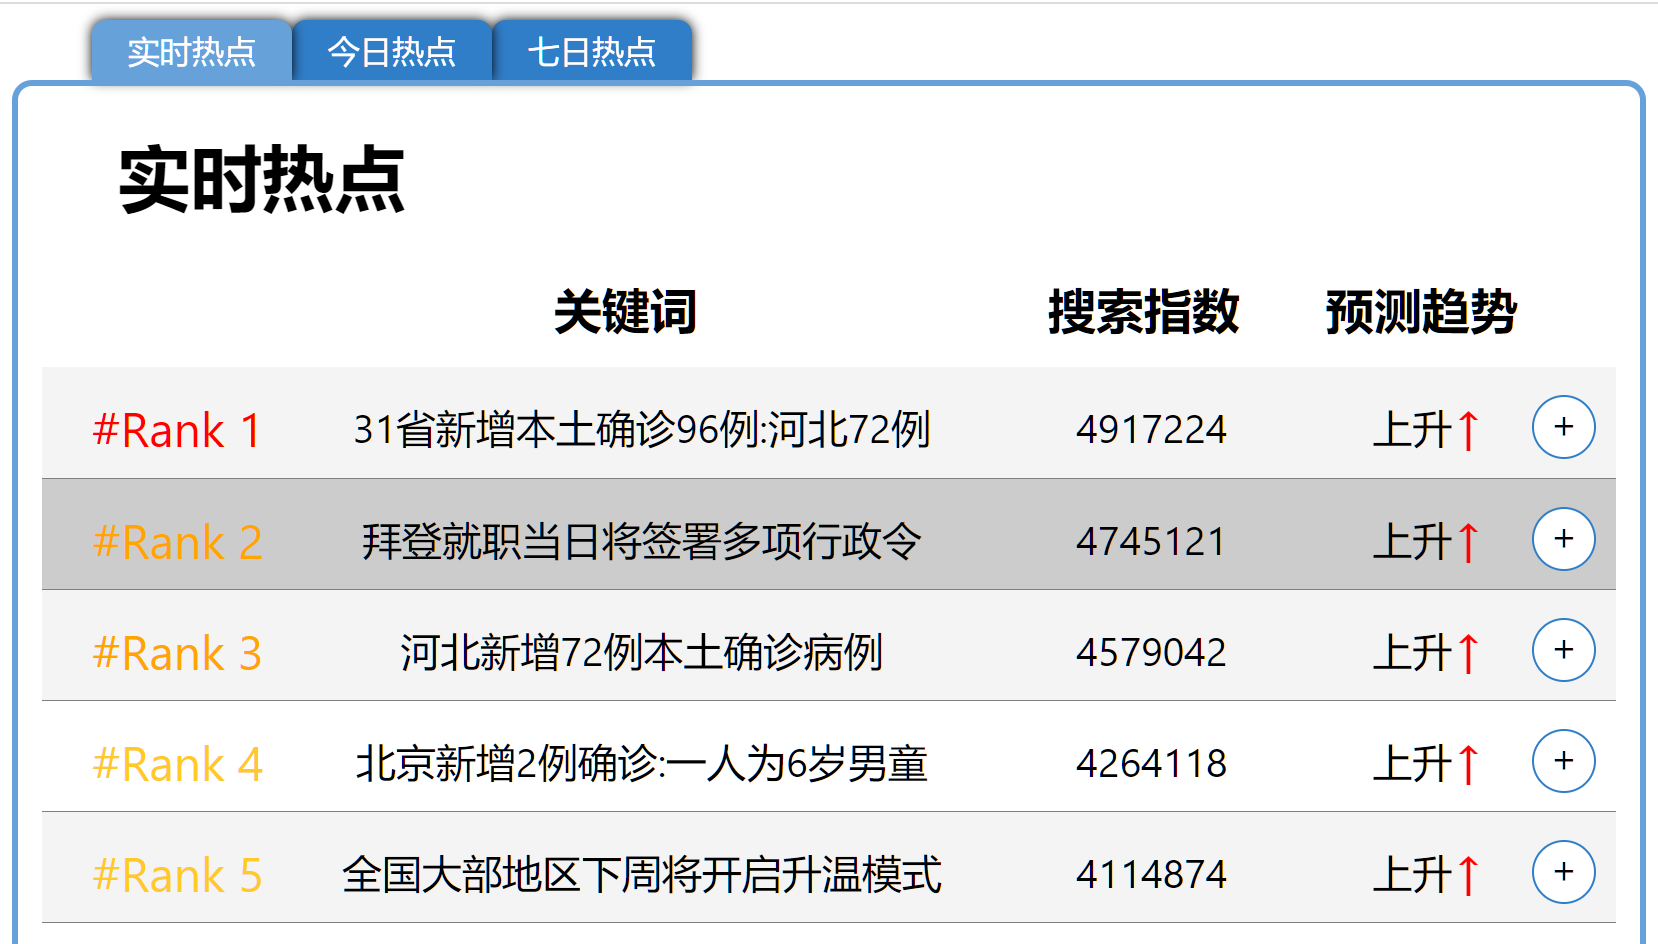 实时热点 今日热点 七日热点
实时热点
关键词 搜索指数 预测趋势
#Rank 1 31省新增本土确诊96例:河北72例 4917224 上升↑ +
#Rank 2 拜登就职当日将签署多项行政令 4745121 上升↑ +
#Rank 3 河北新增72例本土确诊病例 4579042 上升↑ +
#Rank 4 北京新增2例确诊:一人为6岁男童 4264118 上升↑ +
#Rank 5 全国大部地区下周将开启升温模式 4114874 上升↑ +